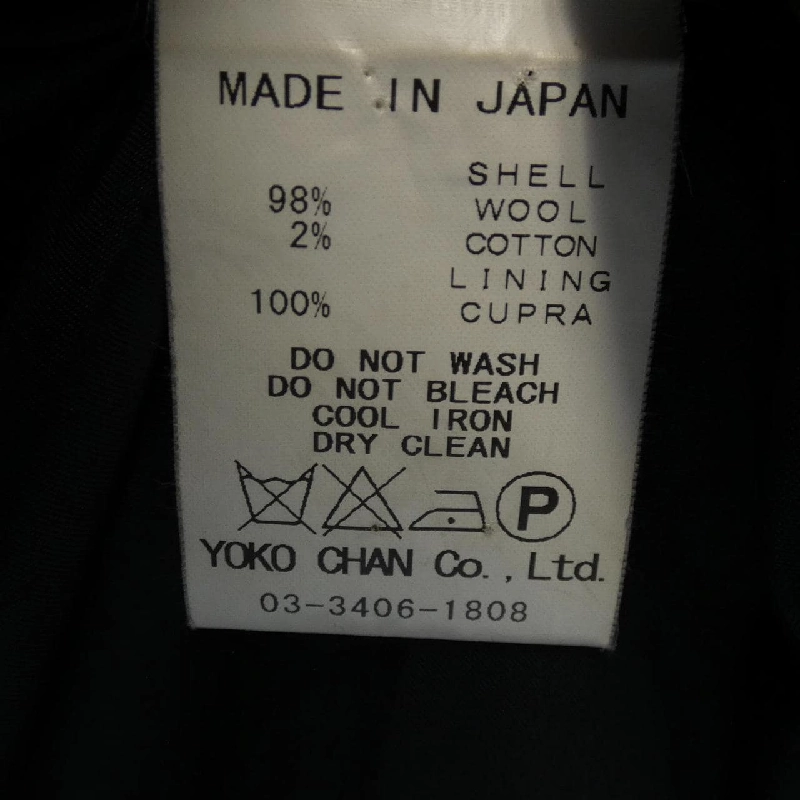 MADE IN JAPAN
SHELL
98% WOOL
2% COTTON
LINING
100% CUPRA
DO NOT WASH
DO NOT BLEACH
COOL IRON
DRY CLEAN
P
YOKO CHAN Co., Ltd.
03-3406-1808